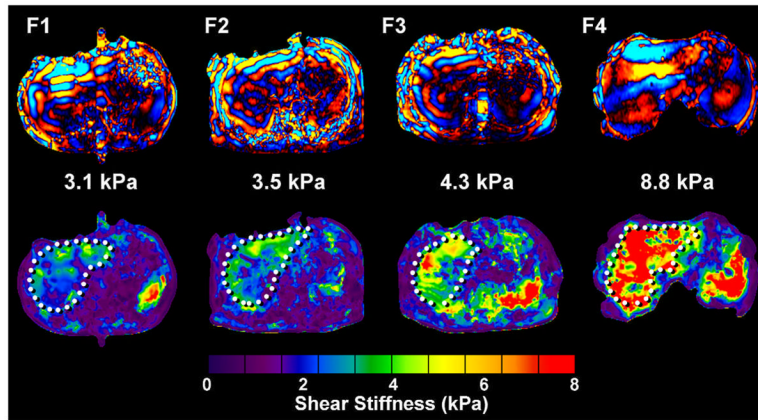 F1 F2 F3 F4
3.1 kPa 3.5 kPa 4.3 kPa 8.8 kPa
0 2 4 6 8
Shear Stiffness (kPa)